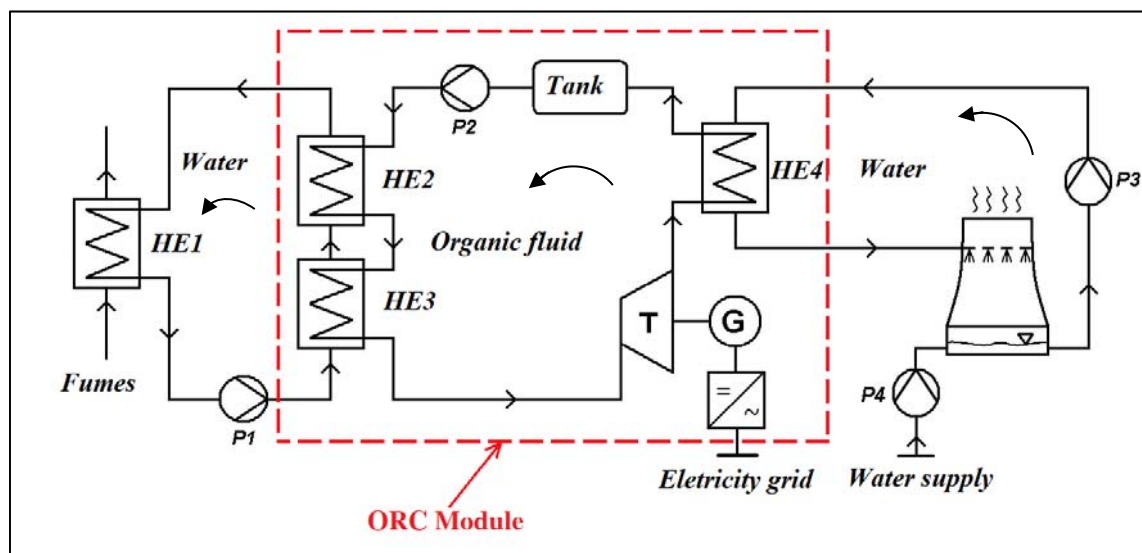 Tank
P2
Water
HE2
HE4
Water
P3
HE1
Organic fluid
HE3
T
G
Fumes
P1
=
~
P4
Eletricity grid
Water supply
ORC Module